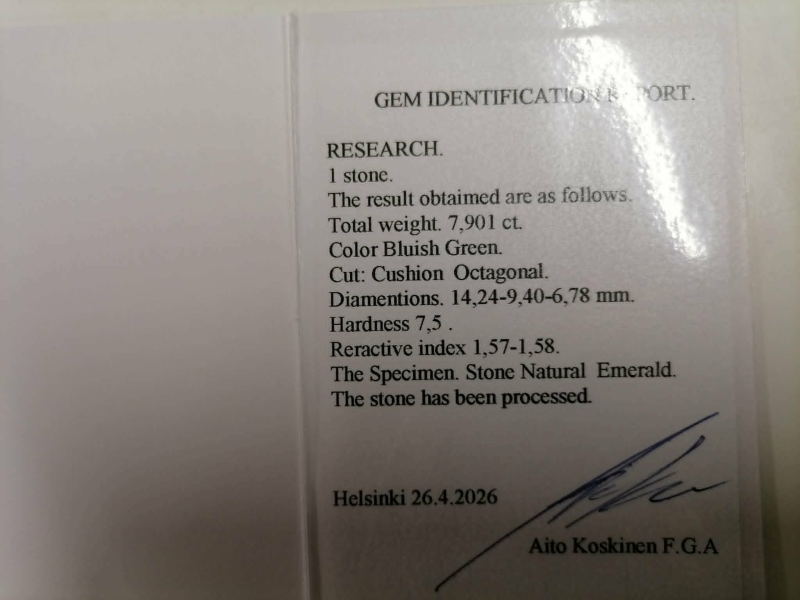 GEM IDENTIFICATION REPORT.
RESEARCH.
1 stone.
The result obtaimed are as follows.
Total weight. 7,901 ct.
Color Bluish Green.
Cut: Cushion Octagonal.
Diamentions. 14,24-9,40-6,78 mm.
Hardness 7,5 .
Reractive index 1,57-1,58.
The Specimen. Stone Natural Emerald.
The stone has been processed.
Helsinki 26.4.2026
Aito Koskinen F.G.A